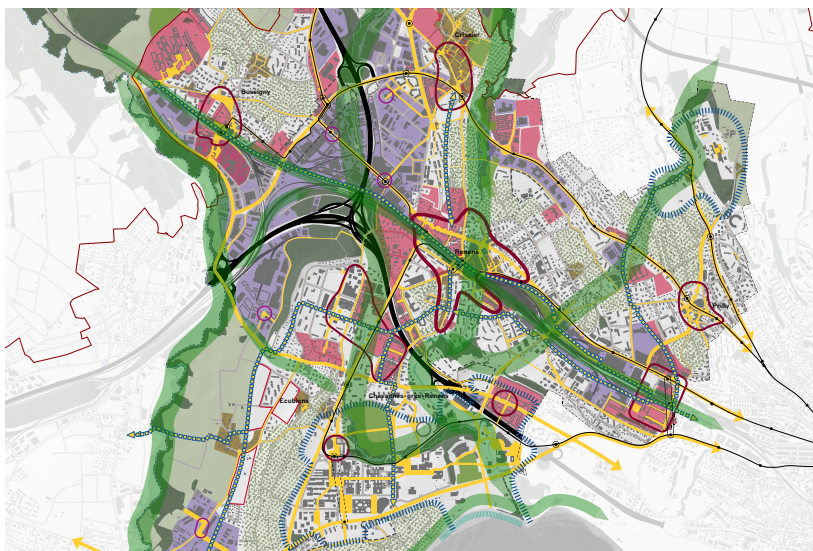 Crissier
Bussigny
Renens
Prilly
Chavannes-près-Renens
Ecublens